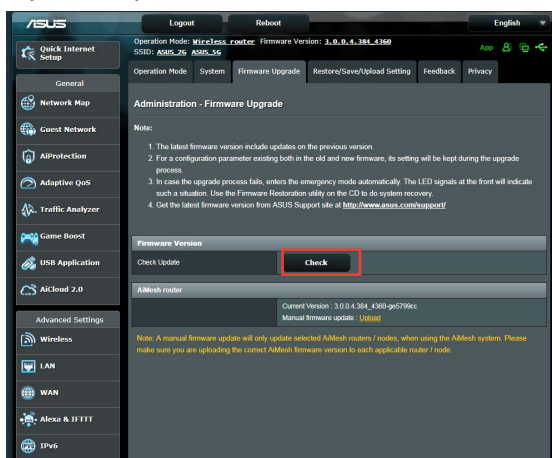 ASUS
Logout
Reboot
English
Quick Internet
Setup
Operation Mode: Wireless router Firmware Version: 3.0.0.4.384_4360
SSID: ASUS_2G ASUS_5G
App
Operation Mode System Firmware Upgrade Restore/Save/Upload Setting Feedback Privacy
General
Network Map
Guest Network
AiProtection
Adaptive QoS
Traffic Analyzer
Game Boost
USB Application
AiCloud 2.0
Advanced Settings
Wireless
LAN
WAN
Alexa & IFTTT
IPv6
Administration - Firmware Upgrade
Note:
1. The latest firmware version include updates on the previous version.
2. For a configuration parameter existing both in the old and new firmware, its setting will be kept during the upgrade
process.
3. In case the upgrade process fails, enters the emergency mode automatically. The LED signals at the front will indicate
such a situation. Use the Firmware Restoration utility on the CD to do system recovery.
4. Get the latest firmware version from ASUS Support site at http://www.asus.com/support/
Firmware Version
Check Update
Check
AiMesh router
Current Version : 3.0.0.4.384_4360-ge5799cc
Manual firmware update : Upload
Note: A manual firmware update will only update selected AiMesh routers / nodes, when using the AiMesh system. Please
make sure you are uploading the correct AiMesh firmware version to each applicable router / node.